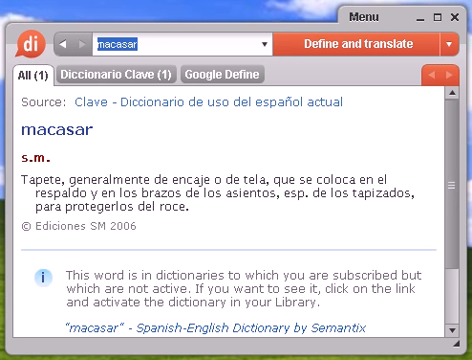 Menu
di
macasar
Define and translate
All (1)
Diccionario Clave (1)
Google Define
Source: Clave - Diccionario de uso del español actual
macasar
s.m.
Tapete, generalmente de encaje o de tela, que se coloca en el
respaldo y en los brazos de los asientos, esp. de los tapizados,
para protegerlos del roce.
© Ediciones SM 2006
i
This word is in dictionaries to which you are subscribed but
which are not active. If you want to see it, click on the link
and activate the dictionary in your Library.
"macasar" - Spanish-English Dictionary by Semantix